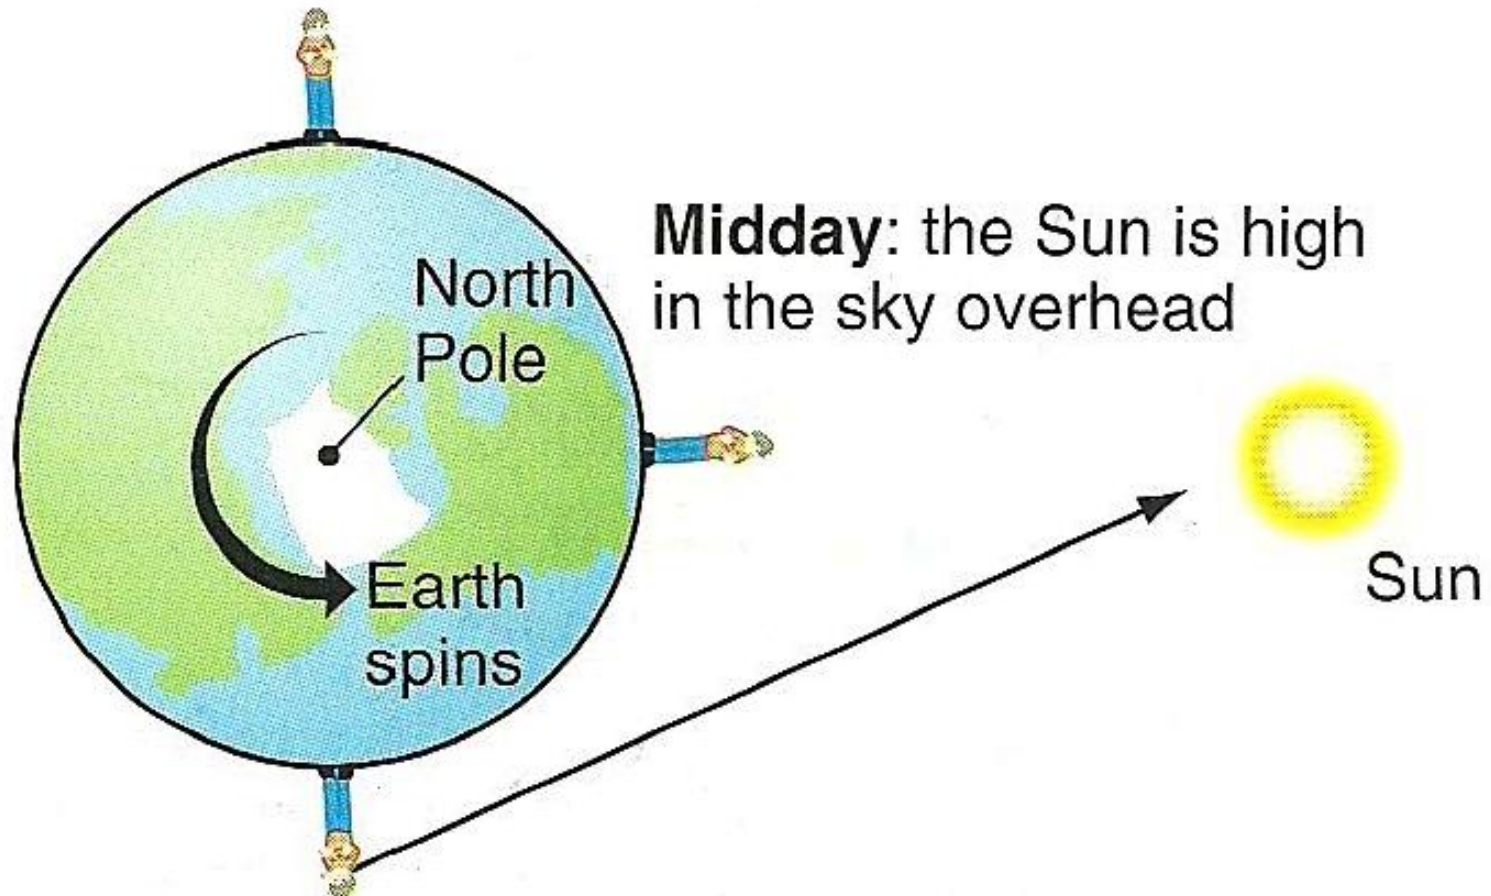 Midday: the Sun is high
in the sky overhead
North
Pole
Earth
spins
Sun